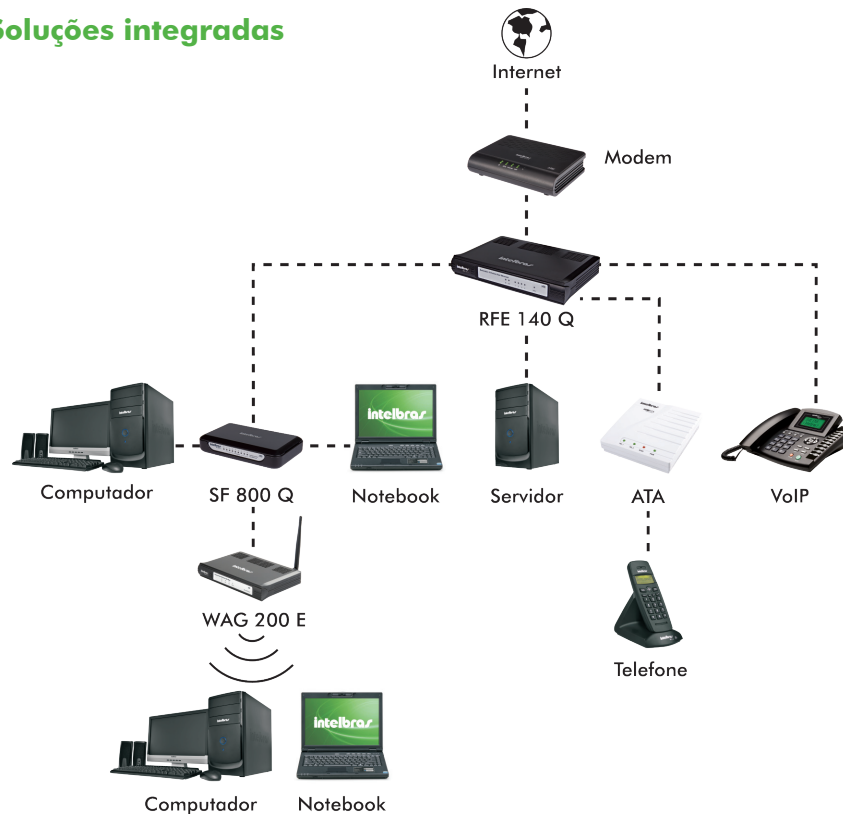 Soluções integradas
Internet
Modem
intelbras
RFE 140 Q
intelbras
Computador
SF 800 Q
Notebook
Servidor
ATA
VoIP
WAG 200 E
Telefone
intelbras
Computador
Notebook